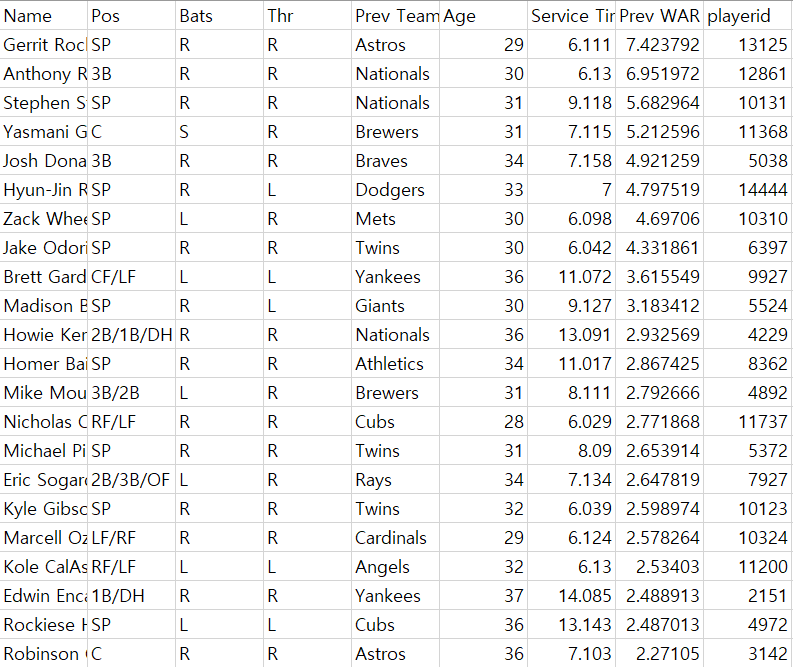 Name Pos Bats Thr Prev Team Age Service Tir Prev WAR playerid
Gerrit Rocl SP R R Astros 29 6.111 7.423792 13125
Anthony R 3B R R Nationals 30 6.13 6.951972 12861
Stephen S SP R R Nationals 31 9.118 5.682964 10131
Yasmani G C S R Brewers 31 7.115 5.212596 11368
Josh Dona 3B R R Braves 34 7.158 4.921259 5038
Hyun-Jin R SP R L Dodgers 33 7 4.797519 14444
Zack Whee SP L R Mets 30 6.098 4.69706 10310
Jake Odori SP R R Twins 30 6.042 4.331861 6397
Brett Gard CF/LF L L Yankees 36 11.072 3.615549 9927
Madison B SP R L Giants 30 9.127 3.183412 5524
Howie Ker 2B/1B/DH R R Nationals 36 13.091 2.932569 4229
Homer Bai SP R R Athletics 34 11.017 2.867425 8362
Mike Mou 3B/2B L R Brewers 31 8.111 2.792666 4892
Nicholas C RF/LF R R Cubs 28 6.029 2.771868 11737
Michael Pi SP R R Twins 31 8.09 2.653914 5372
Eric Sogar 2B/3B/OF L R Rays 34 7.134 2.647819 7927
Kyle Gibso SP R R Twins 32 6.039 2.598974 10123
Marcell Oz LF/RF R R Cardinals 29 6.124 2.578264 10324
Kole CalAs RF/LF L L Angels 32 6.13 2.53403 11200
Edwin Enca 1B/DH R R Yankees 37 14.085 2.488913 2151
Rockiese H SP L L Cubs 36 13.143 2.487013 4972
Robinson C R R Astros 36 7.103 2.27105 3142